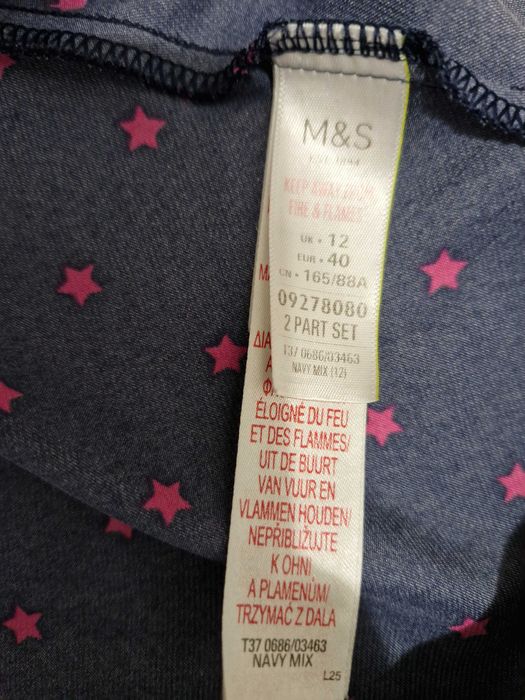 M&S
EST. 1884
KEEP AWAY FROM
FIRE & FLAMES
UK • 12
EUR • 40
CN • 165/88A
09278080
2 PART SET
T37 0686/03463
NAVY MIX (12)
ÉLOIGNÉ DU FEU
ET DES FLAMMES/
UIT DE BUURT
VAN VUUR EN
VLAMMEN HOUDEN/
NEPŘIBLIŽUJTE
K OHNI
A PLAMENŮM/
TRZYMAĆ Z DALA
T37 0686/03463
NAVY MIX
L25